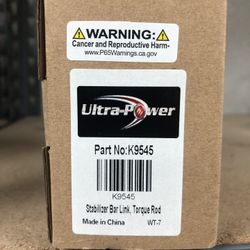 WARNING:
Cancer and Reproductive Harm-
www.P65Warnings.ca.gov
Ultra-Power
Part No:K9545
K9545
Stabilizer Bar Link, Torque Rod
Made in China WT-7